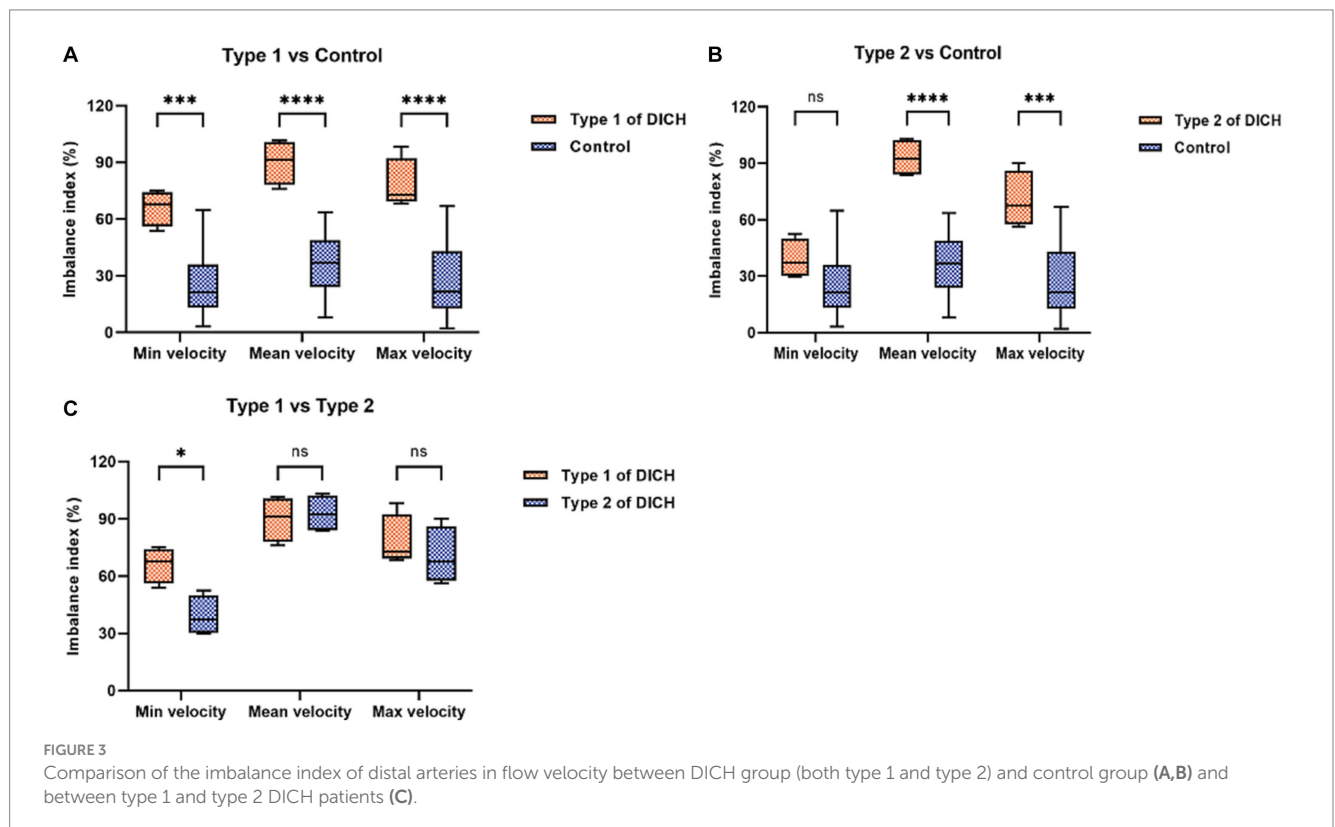 A
Type 1 vs Control
***
****
****
120
90
60
30
0
Imbalance index (%)
Min velocity
Mean velocity
Max velocity
Type 1 of DICH
Control
B
Type 2 vs Control
ns
****
***
120
90
60
30
0
Imbalance index (%)
Min velocity
Mean velocity
Max velocity
Type 2 of DICH
Control
C
Type 1 vs Type 2
*
ns
ns
120
90
60
30
0
Imbalance index (%)
Min velocity
Mean velocity
Max velocity
Type 1 of DICH
Type 2 of DICH
FIGURE 3
Comparison of the imbalance index of distal arteries in flow velocity between DICH group (both type 1 and type 2) and control group (A,B) and
between type 1 and type 2 DICH patients (C).